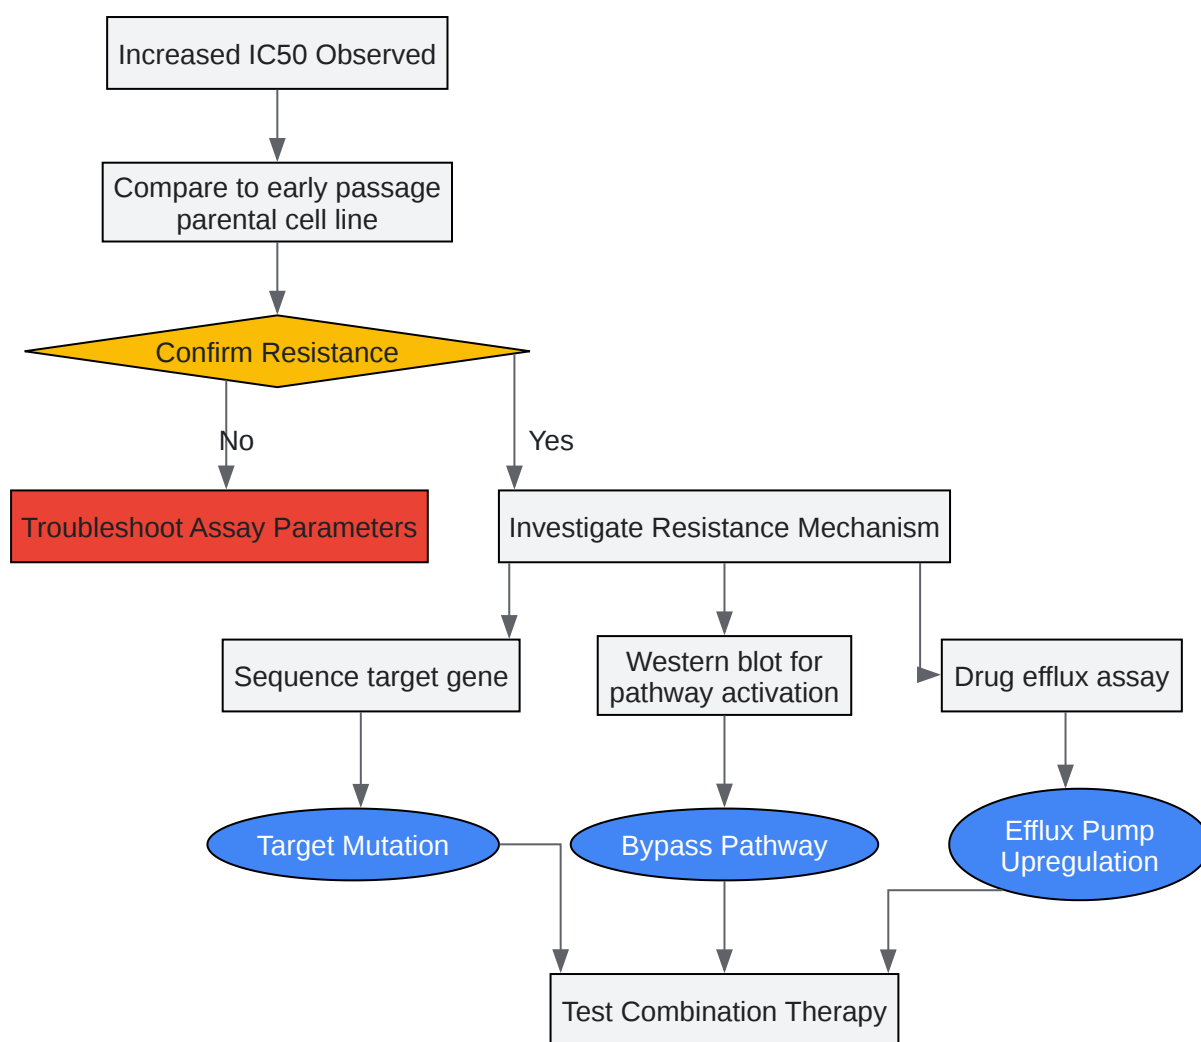 Increased IC50 Observed
Compare to early passage
parental cell line
Confirm Resistance
No
Yes
Troubleshoot Assay Parameters
Investigate Resistance Mechanism
Sequence target gene
Western blot for
pathway activation
Drug efflux assay
Target Mutation
Bypass Pathway
Efflux Pump
Upregulation
Test Combination Therapy